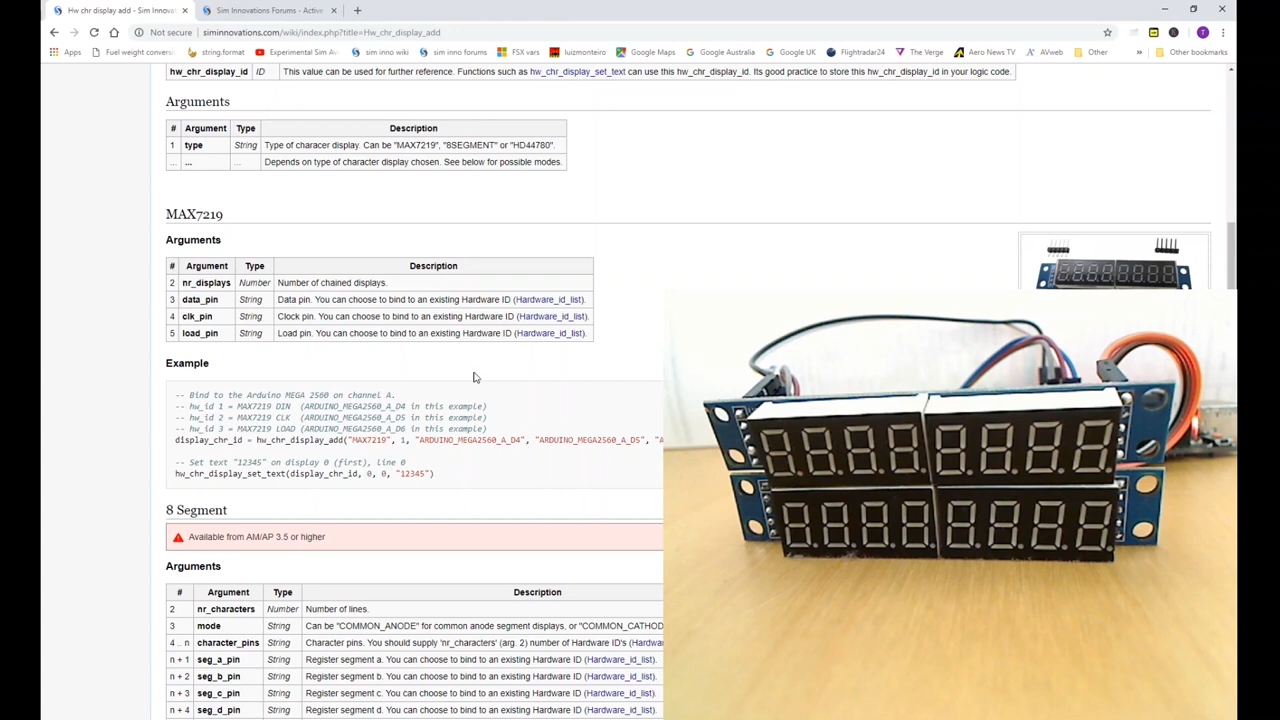 Hw chr display add - Sim Innov
Sim Innovations Forums - Active
Not secure | siminnovations.com/wiki/index.php?title=Hw_chr_display_add
Apps Fuel weight conversi string.format Experimental Sim Av sim inno wiki sim inno forums FSX vars luizmonteiro Google Maps Google Australia Google UK Flightradar24 The Verge Aero News TV AVweb Other » Other bookmarks
hw_chr_display_id ID This value can be used for further reference. Functions such as hw_chr_display_set_text can use this hw_chr_display_id. Its good practice to store this hw_chr_display_id in your logic code.
Arguments
# Argument Type Description
1 type String Type of characer display. Can be "MAX7219", "8SEGMENT" or "HD44780".
... ... ... Depends on type of character display chosen. See below for possible modes.
MAX7219
Arguments
# Argument Type Description
2 nr_displays Number Number of chained displays.
3 data_pin String Data pin. You can choose to bind to an existing Hardware ID (Hardware_id_list).
4 clk_pin String Clock pin. You can choose to bind to an existing Hardware ID (Hardware_id_list).
5 load_pin String Load pin. You can choose to bind to an existing Hardware ID (Hardware_id_list).
Example
-- Bind to the Arduino MEGA 2560 on channel A.
-- hw_id 1 = MAX7219 DIN (ARDUINO_MEGA2560_A_D4 in this example)
-- hw_id 2 = MAX7219 CLK (ARDUINO_MEGA2560_A_D5 in this example)
-- hw_id 3 = MAX7219 LOAD (ARDUINO_MEGA2560_A_D6 in this example)
display_chr_id = hw_chr_display_add("MAX7219", 1, "ARDUINO_MEGA2560_A_D4", "ARDUINO_MEGA2560_A_D5", "A
-- Set text "12345" on display 0 (first), line 0
hw_chr_display_set_text(display_chr_id, 0, 0, "12345")
8 Segment
Available from AM/AP 3.5 or higher
Arguments
# Argument Type Description
2 nr_characters Number Number of lines.
3 mode String Can be "COMMON_ANODE" for common anode segment displays, or "COMMON_CATHOD
4 .. n character_pins String Character pins. You should supply 'nr_characters' (arg. 2) number of Hardware ID's (Hardwa
n + 1 seg_a_pin String Register segment a. You can choose to bind to an existing Hardware ID (Hardware_id_list).
n + 2 seg_b_pin String Register segment b. You can choose to bind to an existing Hardware ID (Hardware_id_list).
n + 3 seg_c_pin String Register segment c. You can choose to bind to an existing Hardware ID (Hardware_id_list).
n + 4 seg_d_pin String Register segment d. You can choose to bind to an existing Hardware ID (Hardware_id_list).